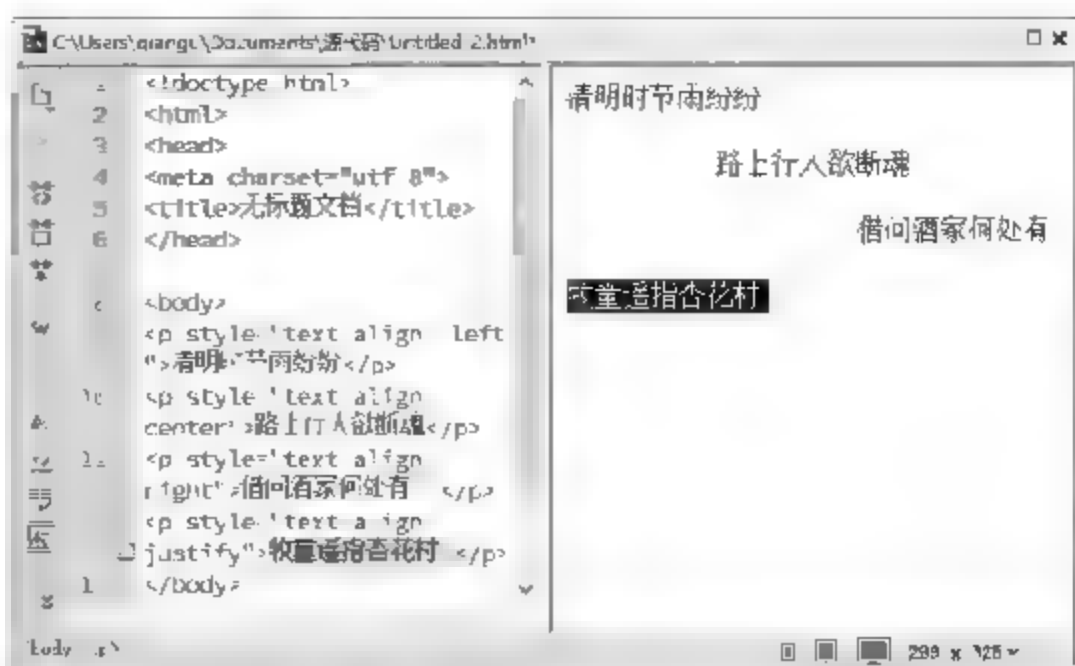 C:\Users\qiangu\Documents\源代码\Untitled-2.html*
<!doctype html>
2 <html>
3 <head>
4 <meta charset="utf-8">
5 <title>无标题文档</title>
6 </head>
<body>
<p style="text-align: left
">清明时节雨纷纷</p>
10 <p style="text-align:
center">路上行人欲断魂</p>
11 <p style="text-align:
right">借问酒家何处有 </p>
<p style="text-align:
justify">牧童遥指杏花村 </p>
</body>
清明时节雨纷纷
路上行人欲断魂
借问酒家何处有
牧童遥指杏花村
body p